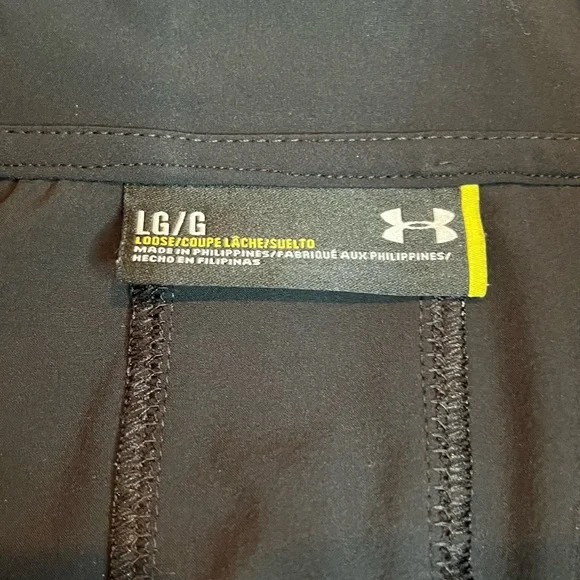 LG/G
LOOSE/COUPE LÂCHE/SUELTO
MADE IN PHILIPPINES/FABRIQUÉ AUX PHILIPPINES/
HECHO EN FILIPINAS